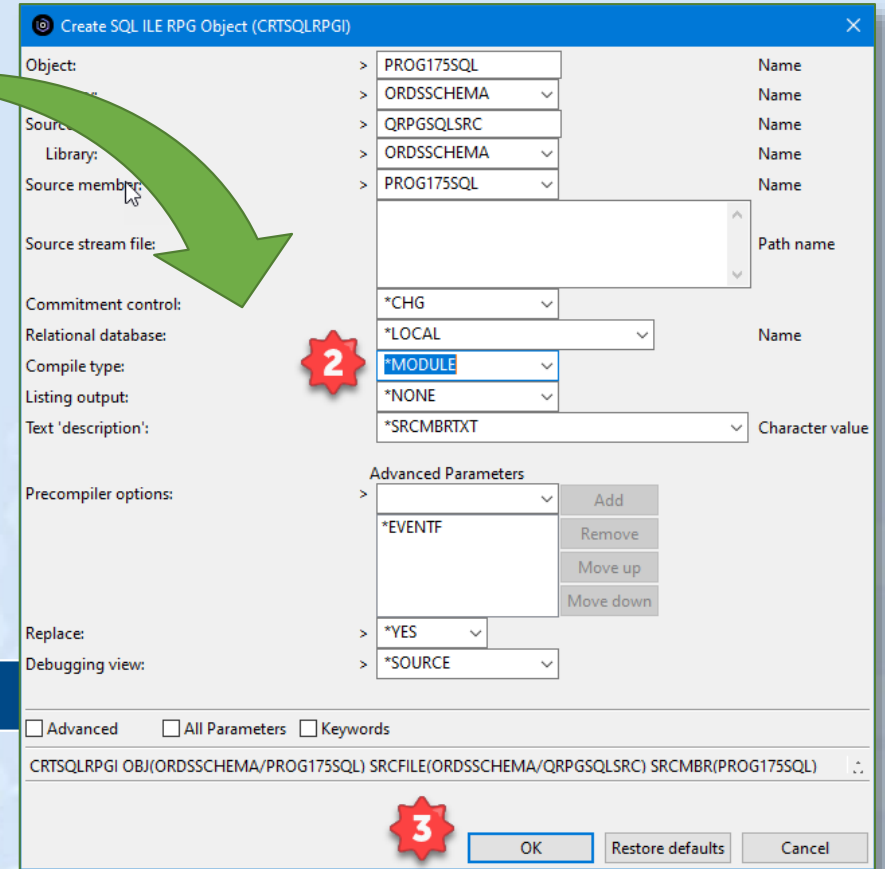 Create SQL ILE RPG Object (CRTSQLRPGI)
Object: > PROG175SQL Name
> ORDSSCHEMA Name
Source > QRPGSQLSRC Name
Library: > ORDSSCHEMA Name
Source member: > PROG175SQL Name
Source stream file: Path name
Commitment control: *CHG
Relational database: *LOCAL Name
2
Compile type: *MODULE
Listing output: *NONE
Text 'description': *SRCMBRTXT Character value
Advanced Parameters
Precompiler options: > Add
*EVENTF Remove
Move up
Move down
Replace: > *YES
Debugging view: > *SOURCE
Advanced All Parameters Keywords
CRTSQLRPGI OBJ(ORDSSCHEMA/PROG175SQL) SRCFILE(ORDSSCHEMA/QRPGSQLSRC) SRCMBR(PROG175SQL)
3
OK Restore defaults Cancel